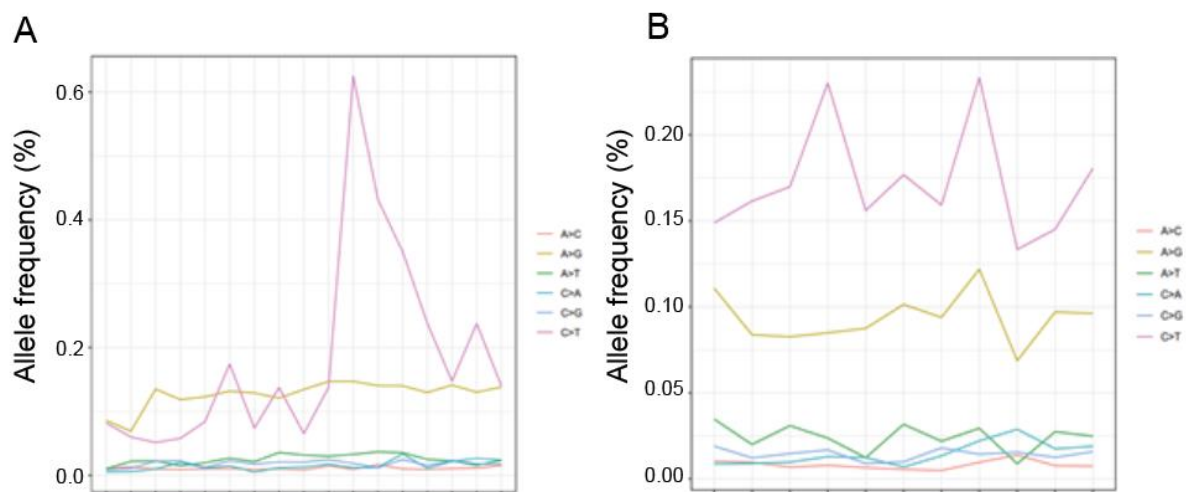 A
B
Allele frequency (%)
0.6
0.4
0.2
0.0
A>C
A>G
A>T
C>A
C>G
C>T
Allele frequency (%)
0.20
0.15
0.10
0.05
0.00
A>C
A>G
A>T
C>A
C>G
C>T